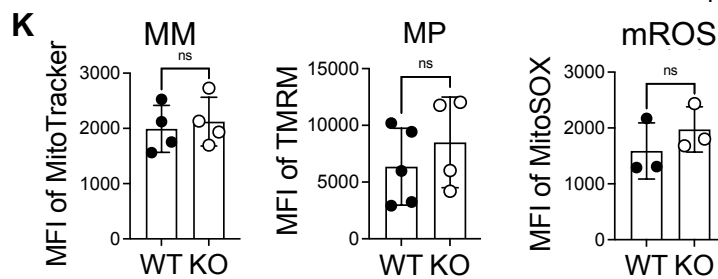 K
MM
ns
MFI of MitoTracker
3000
2000
1000
0
WT KO
MP
ns
MFI of TMRM
15000
10000
5000
0
WT KO
mROS
ns
MFI of MitoSOX
3000
2000
1000
0
WT KO